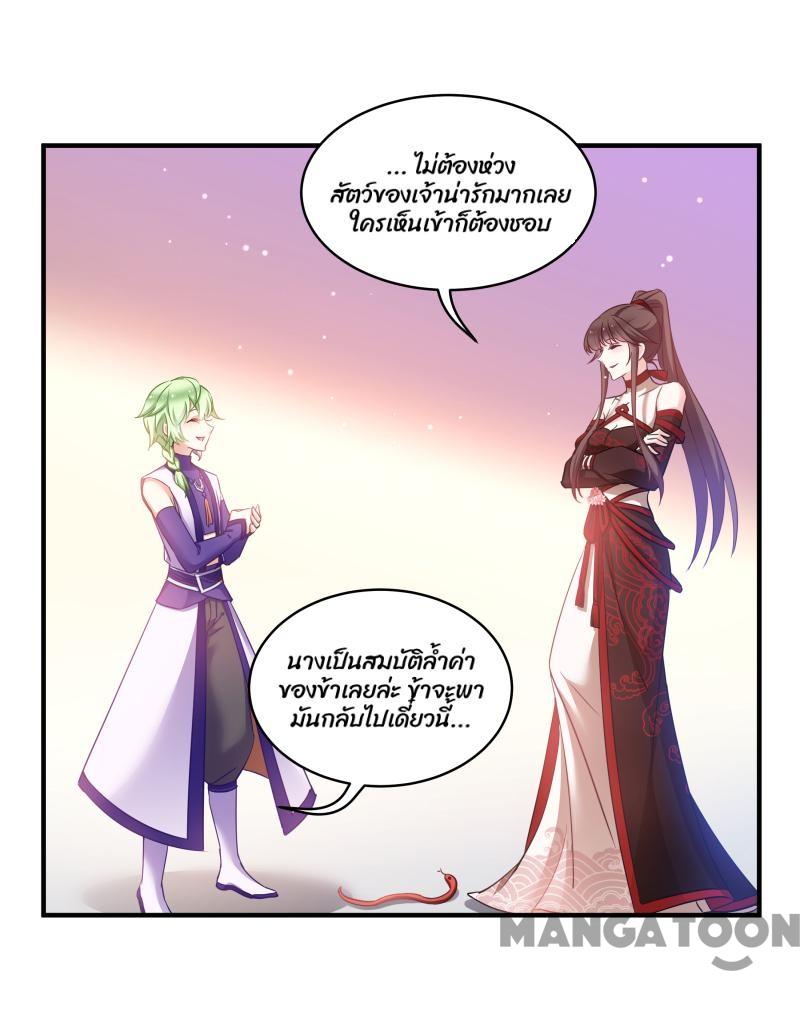 ... ไม่ต้องห่วง
สัตว์ของเจ้าน่ารักมากเลย
ใครเห็นเข้าก็ต้องชอบ
นางเป็นสมบัติล้ำค่า
ของข้าเลยล่ะ ข้าจะพา
มันกลับไปเดี๋ยวนี้...
MANGATOON